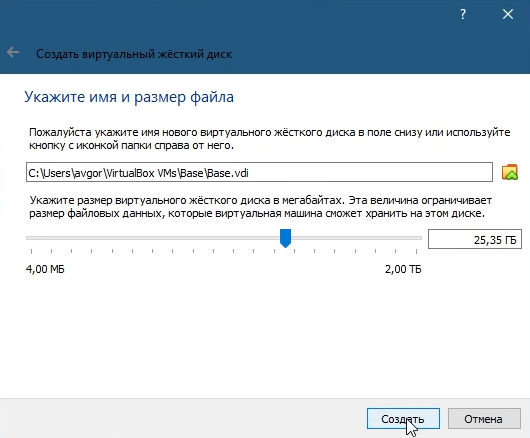 ?
Создать виртуальный жёсткий диск
Укажите имя и размер файла
Пожалуйста укажите имя нового виртуального жёсткого диска в поле снизу или используйте
кнопку с иконкой папки справа от него.
C:\Users\avgor\VirtualBox VMs\Base\Base.vdi
Укажите размер виртуального жёсткого диска в мегабайтах. Эта величина ограничивает
размер файловых данных, которые виртуальная машина сможет хранить на этом диске.
25,35 ГБ
4,00 МБ 2,00 ТБ
Создать Отмена